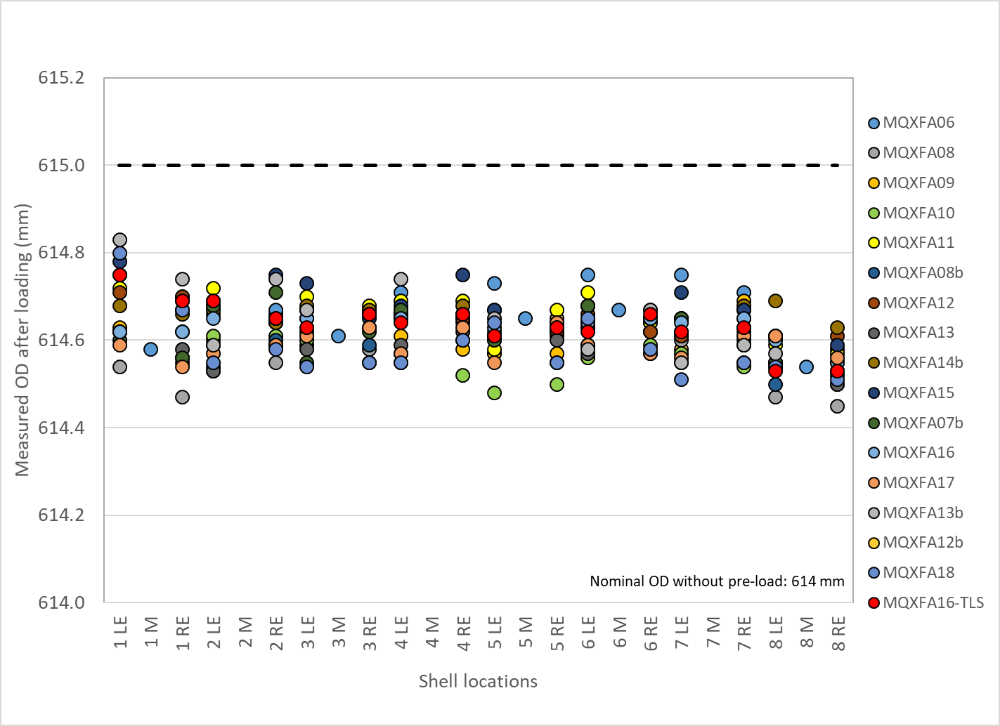 615.2
615.0
614.8
614.6
614.4
614.2
614.0
Measured OD after loading (mm)
Nominal OD without pre-load: 614 mm
1 LE
1 M
1 RE
2 LE
2 M
2 RE
3 LE
3 M
3 RE
4 LE
4 M
4 RE
5 LE
5 M
5 RE
6 LE
6 M
6 RE
7 LE
7 M
7 RE
8 LE
8 M
8 RE
Shell locations
MQXFA06
MQXFA08
MQXFA09
MQXFA10
MQXFA11
MQXFA08b
MQXFA12
MQXFA13
MQXFA14b
MQXFA15
MQXFA07b
MQXFA16
MQXFA17
MQXFA13b
MQXFA12b
MQXFA18
MQXFA16-TLS